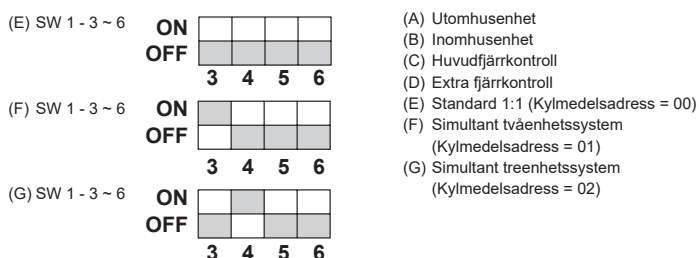 (E) SW 1 - 3 ~ 6
ON
OFF
3 4 5 6
(F) SW 1 - 3 ~ 6
ON
OFF
3 4 5 6
(G) SW 1 - 3 ~ 6
ON
OFF
3 4 5 6
(A) Utomhusenhet
(B) Inomhusenhet
(C) Huvudfjärrkontroll
(D) Extra fjärrkontroll
(E) Standard 1:1 (Kylmedelsadress = 00)
(F) Simultant tvåenhetssystem
(Kylmedelsadress = 01)
(G) Simultant treenhetssystem
(Kylmedelsadress = 02)